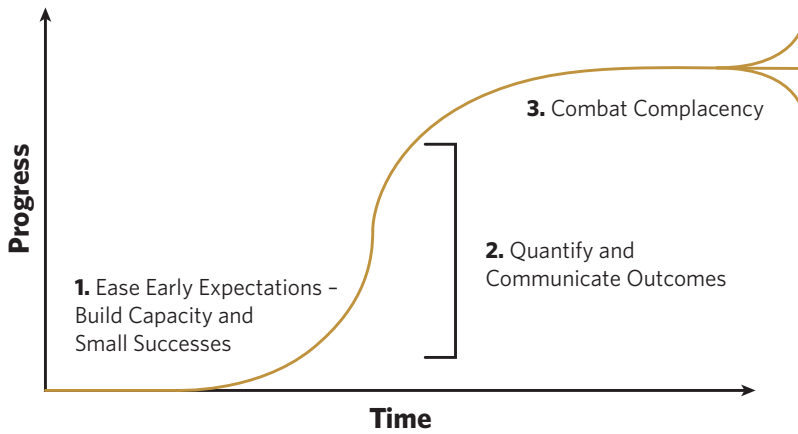 3. Combat Complacency
Progress
2. Quantify and
Communicate Outcomes
1. Ease Early Expectations –
Build Capacity and
Small Successes
Time